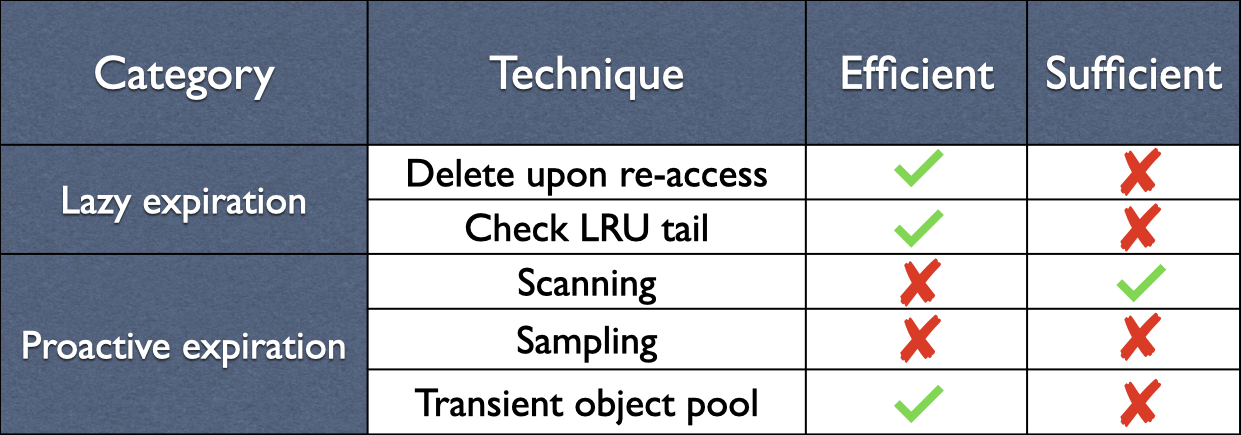 Category Technique Efficient Sufficient
Lazy expiration
Delete upon re-access ✓ ✗
Check LRU tail ✓ ✗
Proactive expiration
Scanning ✗ ✓
Sampling ✗ ✗
Transient object pool ✓ ✗